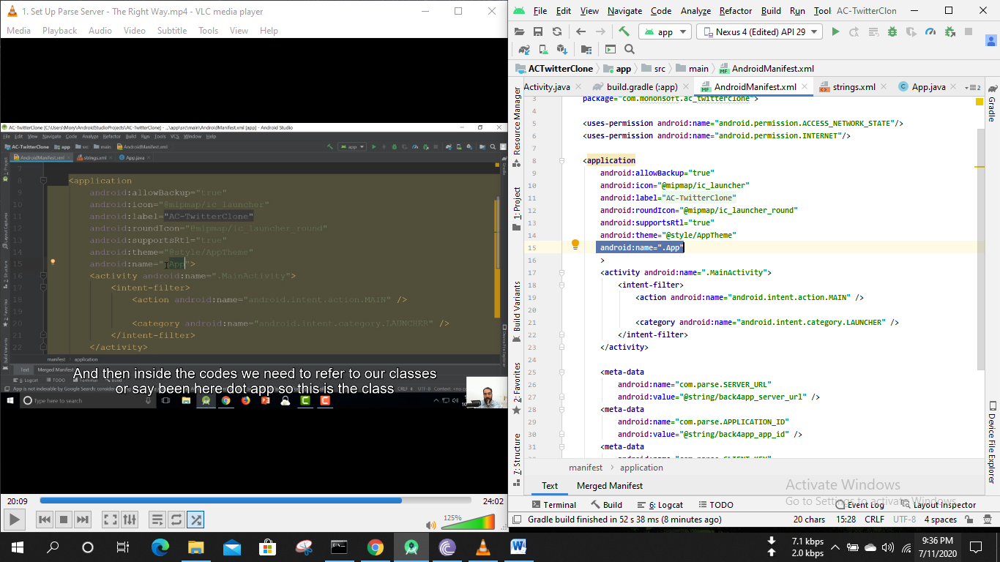 1. Set Up Parse Server - The Right Way.mp4 - VLC media player
Media Playback Audio Video Subtitle Tools View Help
AC-TwitterClone [C:\Users\Mory\AndroidStudioProjects\AC-TwitterClone] - ...\app\src\main\AndroidManifest.xml [app] - Android Studio
File Edit View Navigate Code Analyze Refactor Build Run Tools VCS Window Help
AC-TwitterClone app src main AndroidManifest.xml app
AndroidManifest.xml strings.xml App.java
7
8 <application
9 android:allowBackup="true"
10 android:icon="@mipmap/ic_launcher"
11 android:label="AC-TwitterClone"
12 android:roundIcon="@mipmap/ic_launcher_round"
13 android:supportsRtl="true"
14 android:theme="@style/AppTheme"
15 android:name=".App">
16 <activity android:name=".MainActivity">
17 <intent-filter>
18 <action android:name="android.intent.action.MAIN" />
19
20 <category android:name="android.intent.category.LAUNCHER" />
21 </intent-filter>
22 </activity>
manifest application
Text Merged Manifest
And then inside the codes we need to refer to our classes
or say been here dot app so this is the class
6: Logcat TODO Terminal Build
Type here to search
20:09 24:02
125%
File Edit View Navigate Code Analyze Refactor Build Run Tool AC-TwitterClon
app Nexus 4 (Edited) API 29
ACTwitterClone app src main AndroidManifest.xml
Activity.java build.gradle (:app) AndroidManifest.xml strings.xml App.java 2
Resource Manager
1: Project
Build Variants
2: Favorites
7: Structure
Gradle
Device File Explorer
3 package="com.mononsoft.ac_twitterclone">
4
5 <uses-permission android:name="android.permission.ACCESS_NETWORK_STATE"/>
6 <uses-permission android:name="android.permission.INTERNET"/>
7
8 <application
9 android:allowBackup="true"
10 android:icon="@mipmap/ic_launcher"
11 android:label="AC-TwitterClone"
12 android:roundIcon="@mipmap/ic_launcher_round"
13 android:supportsRtl="true"
14 android:theme="@style/AppTheme"
15 android:name=".App"
16 >
17 <activity android:name=".MainActivity">
18 <intent-filter>
19 <action android:name="android.intent.action.MAIN" />
20
21 <category android:name="android.intent.category.LAUNCHER" />
22 </intent-filter>
23 </activity>
24
25 <meta-data
26 android:name="com.parse.SERVER_URL"
27 android:value="@string/back4app_server_url" />
28 <meta-data
29 android:name="com.parse.APPLICATION_ID"
30 android:value="@string/back4app_app_id" />
31 <meta-data
android:name="com.parse.CLIENT_KEY"
manifest application
Text Merged Manifest
Activate Windows
Go to Settings to activate Windows.
Terminal Build 6: Logcat TODO Event Log Layout Inspector
Gradle build finished in 52 s 38 ms (8 minutes ago) 20 chars 15:28 CRLF UTF-8 4 spaces
7.1 kbps
2.0 kbps
9:36 PM
7/11/2020